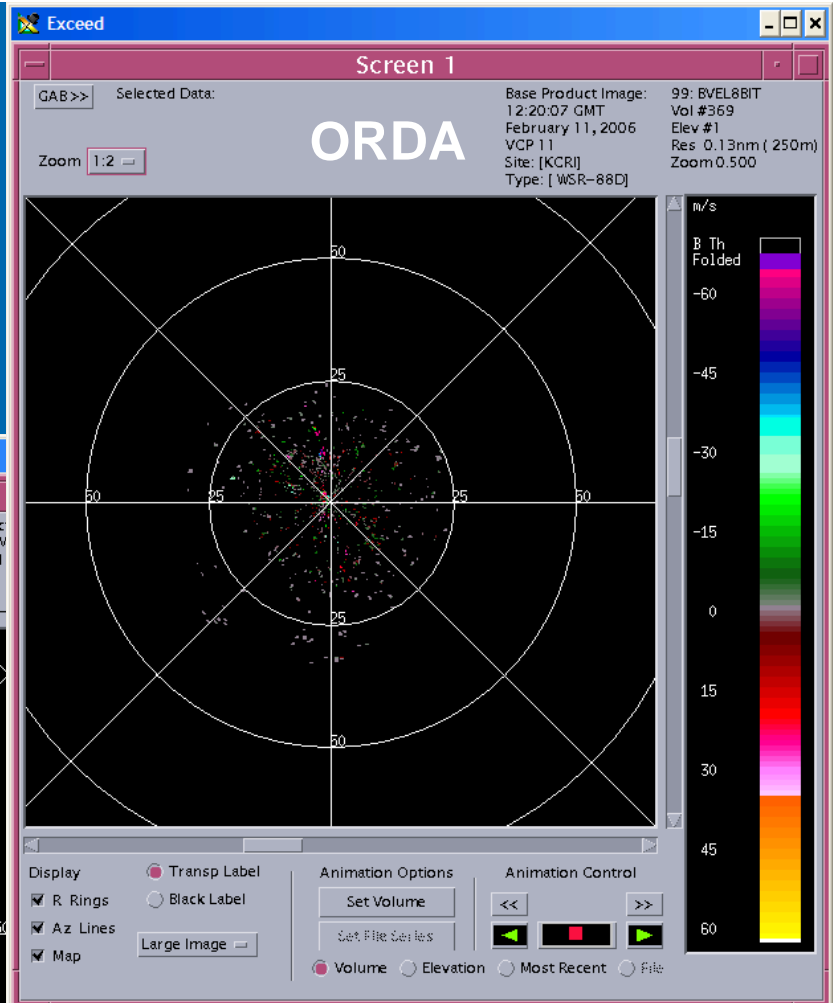 Exceed
Screen 1
GAB>>
Selected Data:
ORDA
Zoom 1:2
Base Product Image:
12:20:07 GMT
February 11, 2006
VCP 11
Site: [KCRI]
Type: [ WSR-88D]
99: BVEL8BIT
Vol #369
Elev #1
Res 0.13nm ( 250m)
Zoom 0.500
50
25
50 25 25 50
25
50
m/s
B Th
Folded
-60
-45
-30
-15
0
15
30
45
60
Display
R Rings
Az Lines
Map
Transp Label
Black Label
Large Image
Animation Options
Set Volume
Set File Series
Animation Control
<< >>
Volume Elevation Most Recent File